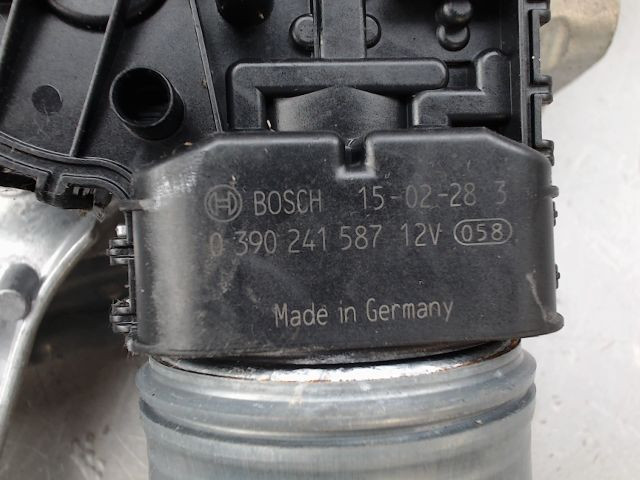 BOSCH 15-02-28 3
0 390 241 587 12V 058
Made in Germany